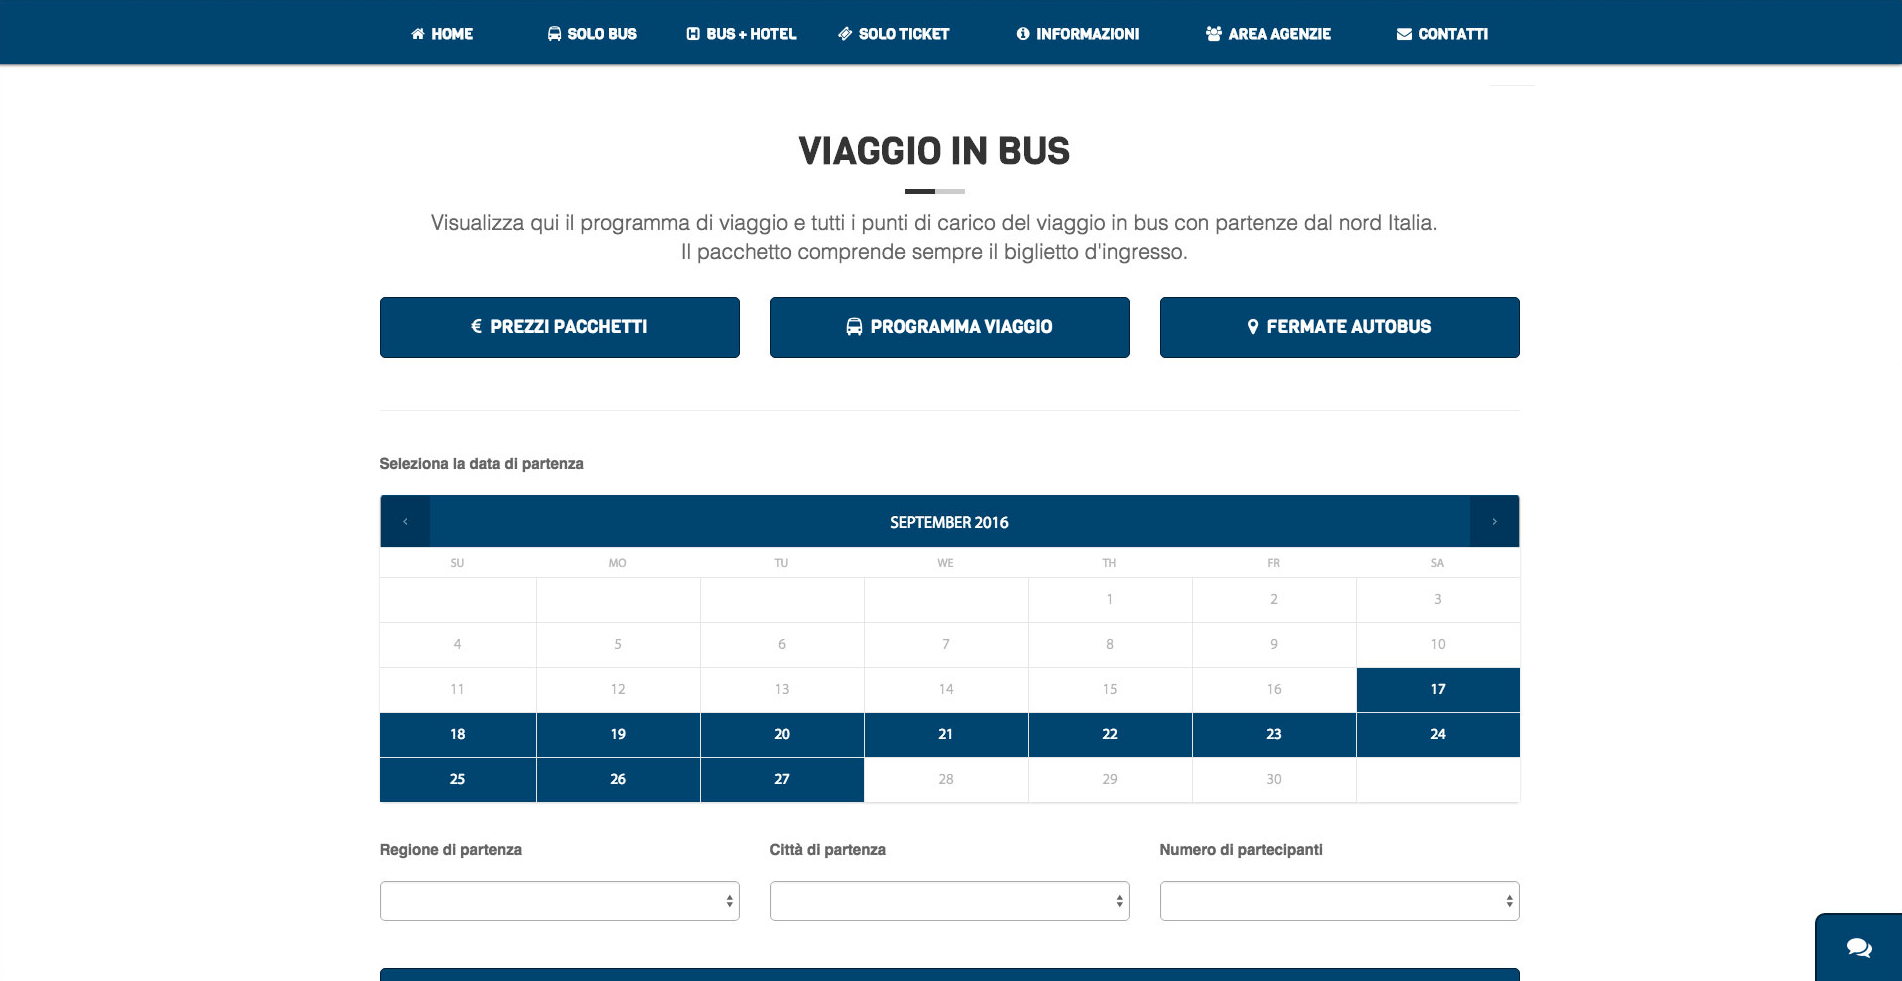 HOME SOLO BUS BUS + HOTEL SOLO TICKET INFORMAZIONI AREA AGENZIE CONTATTI
VIAGGIO IN BUS
Visualizza qui il programma di viaggio e tutti i punti di carico del viaggio in bus con partenze dal nord Italia.
Il pacchetto comprende sempre il biglietto d'ingresso.
€ PREZZI PACCHETTI PROGRAMMA VIAGGIO FERMATE AUTOBUS
Seleziona la data di partenza
‹ SEPTEMBER 2016 ›
SU MO TU WE TH FR SA
1 2 3
4 5 6 7 8 9 10
11 12 13 14 15 16 17
18 19 20 21 22 23 24
25 26 27 28 29 30
Regione di partenza Città di partenza Numero di partecipanti